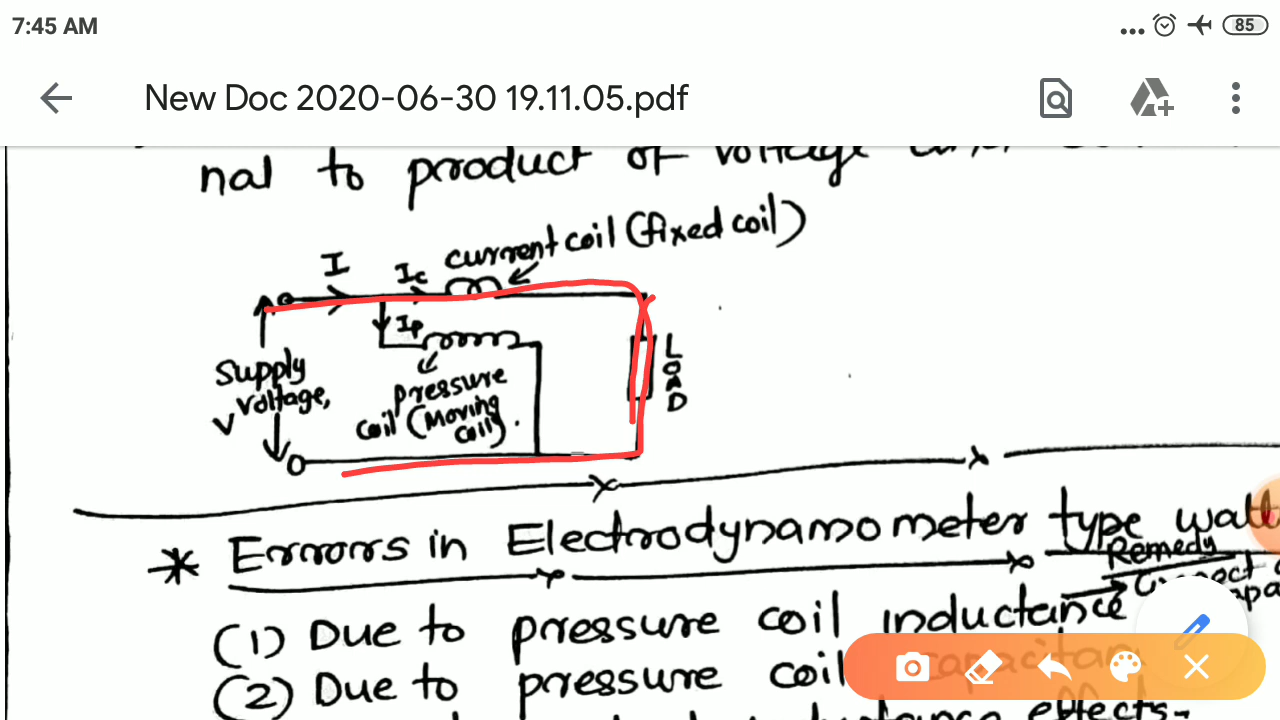 7:45 AM
85
New Doc 2020-06-30 19.11.05.pdf
nal to product of voltage
current coil (fixed coil)
I
Ic
Ip
Supply
Voltage,
V
pressure
coil (Moving
coil).
LOAD
* Errors in Electrodynamometer type watt
Remedy
(1) Due to pressure coil inductance
(2) Due to pressure coil capacitan
effects.